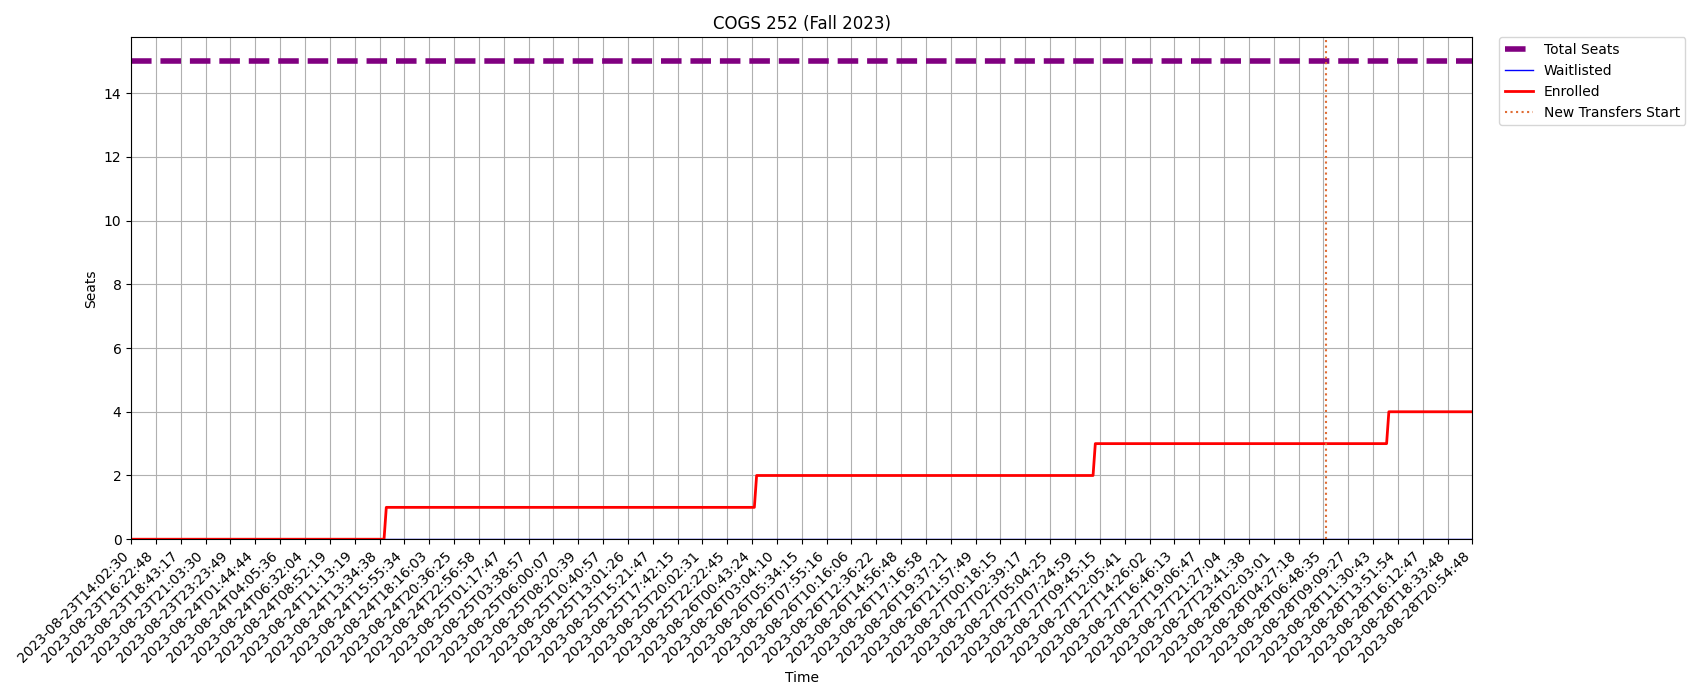 COGS 252 (Fall 2023)
Total Seats
Waitlisted
Enrolled
New Transfers Start
Seats
14
12
10
8
6
4
2
0
2023-08-23T14:02:30
2023-08-23T16:22:48
2023-08-23T18:43:17
2023-08-23T21:03:30
2023-08-23T23:23:49
2023-08-24T01:44:44
2023-08-24T04:05:36
2023-08-24T06:32:04
2023-08-24T08:52:19
2023-08-24T11:13:19
2023-08-24T13:34:38
2023-08-24T15:55:34
2023-08-24T18:16:03
2023-08-24T20:36:25
2023-08-24T22:56:58
2023-08-25T01:17:47
2023-08-25T03:38:57
2023-08-25T06:00:07
2023-08-25T08:20:39
2023-08-25T10:40:57
2023-08-25T13:01:26
2023-08-25T15:21:47
2023-08-25T17:42:15
2023-08-25T20:02:31
2023-08-25T22:22:45
2023-08-26T00:43:24
2023-08-26T03:04:10
2023-08-26T05:34:15
2023-08-26T07:55:16
2023-08-26T10:16:06
2023-08-26T12:36:22
2023-08-26T14:56:48
2023-08-26T17:16:58
2023-08-26T19:37:21
2023-08-26T21:57:49
2023-08-27T00:18:15
2023-08-27T02:39:17
2023-08-27T05:04:25
2023-08-27T07:24:59
2023-08-27T09:45:15
2023-08-27T12:05:41
2023-08-27T14:26:02
2023-08-27T16:46:13
2023-08-27T19:06:47
2023-08-27T21:27:04
2023-08-27T23:41:38
2023-08-28T02:03:01
2023-08-28T04:27:18
2023-08-28T06:48:35
2023-08-28T09:09:27
2023-08-28T11:30:43
2023-08-28T13:51:54
2023-08-28T16:12:47
2023-08-28T18:33:48
2023-08-28T20:54:48
Time